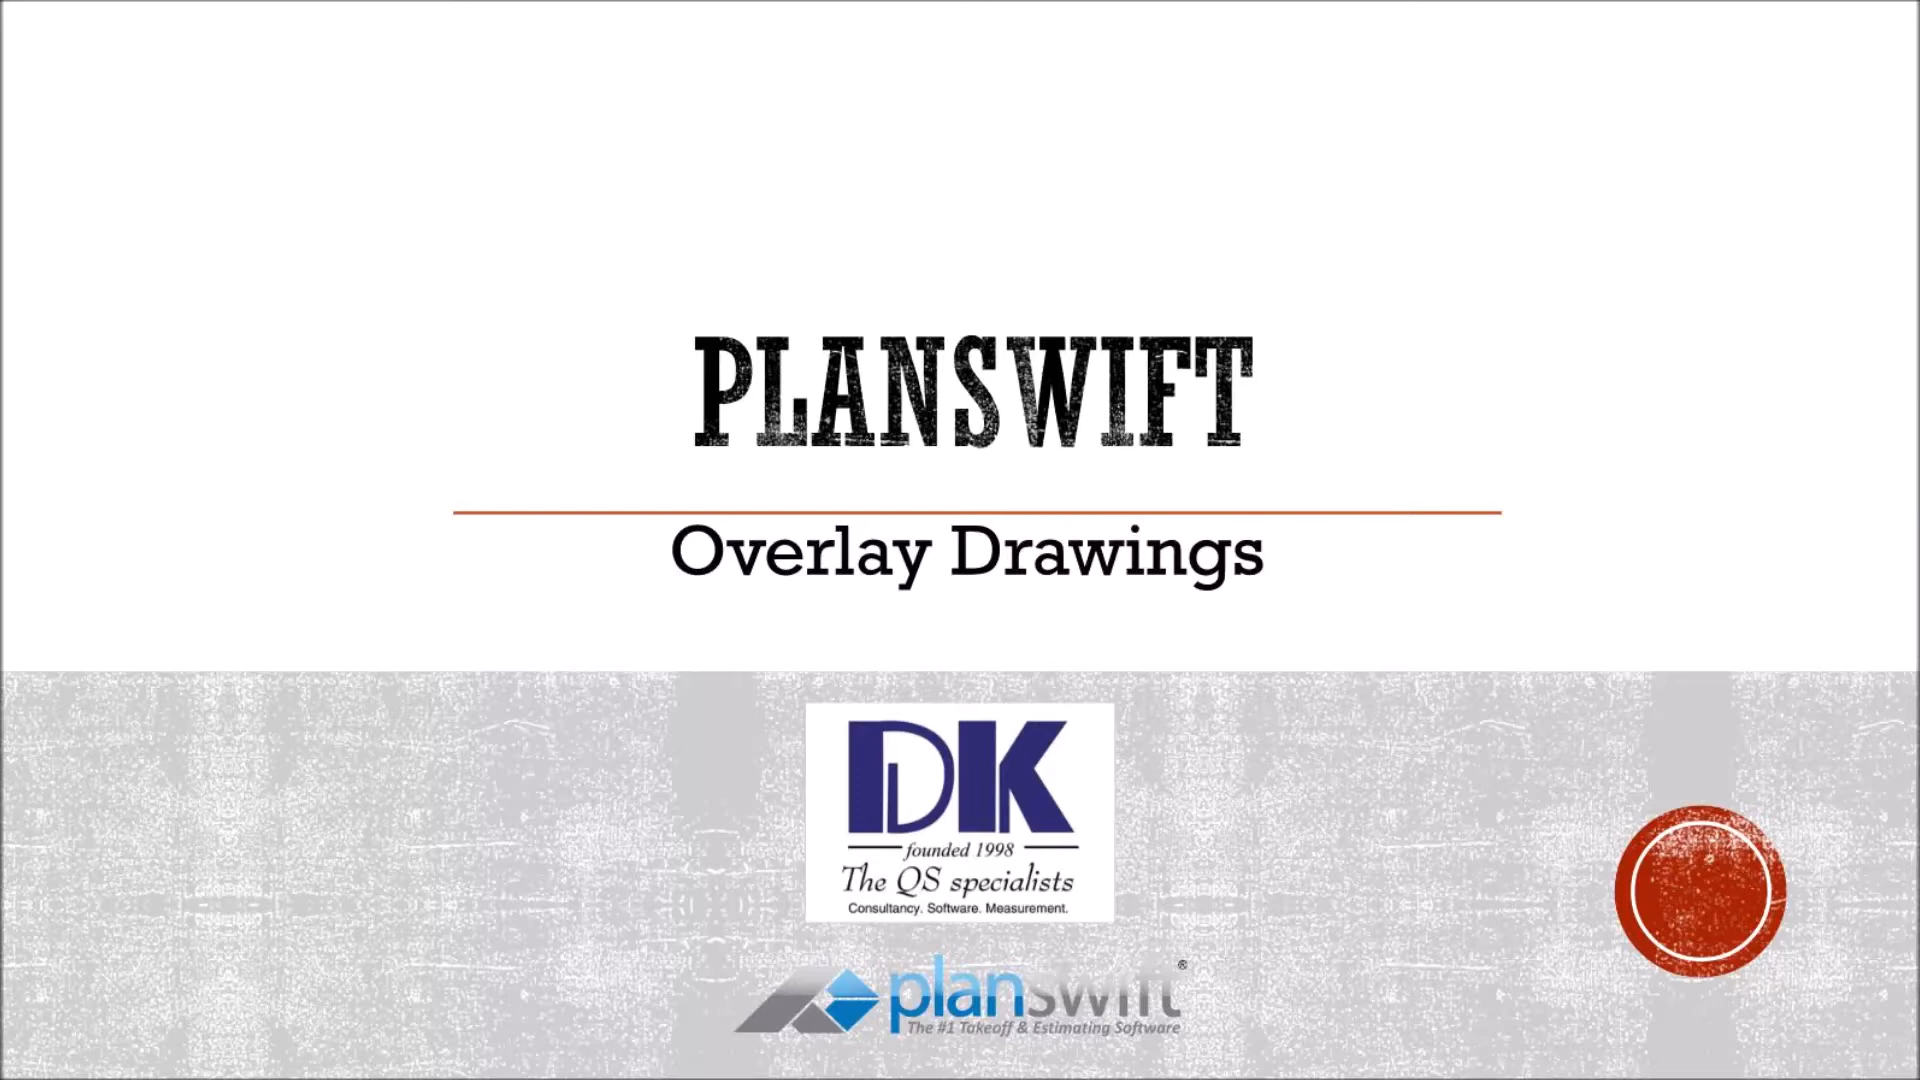 PLANSWIFT
Overlay Drawings
DK
founded 1998
The QS specialists
Consultancy. Software. Measurement.
planswift®
The #1 Takeoff & Estimating Software